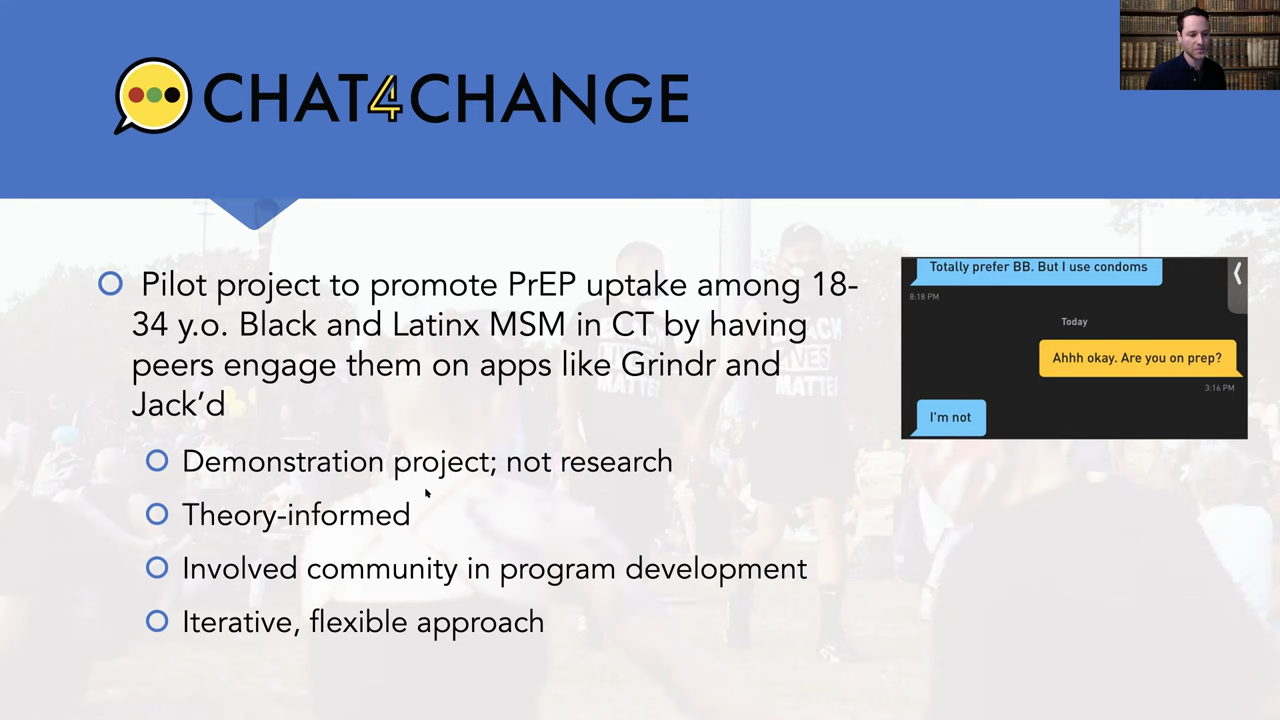 CHAT4CHANGE
Pilot project to promote PrEP uptake among 18-
34 y.o. Black and Latinx MSM in CT by having
peers engage them on apps like Grindr and
Jack’d
Demonstration project; not research
Theory-informed
Involved community in program development
Iterative, flexible approach
Totally prefer BB. But I use condoms
8:18 PM
Today
Ahhh okay. Are you on prep?
3:16 PM
I'm not
BLACK
LIVES
MATTER